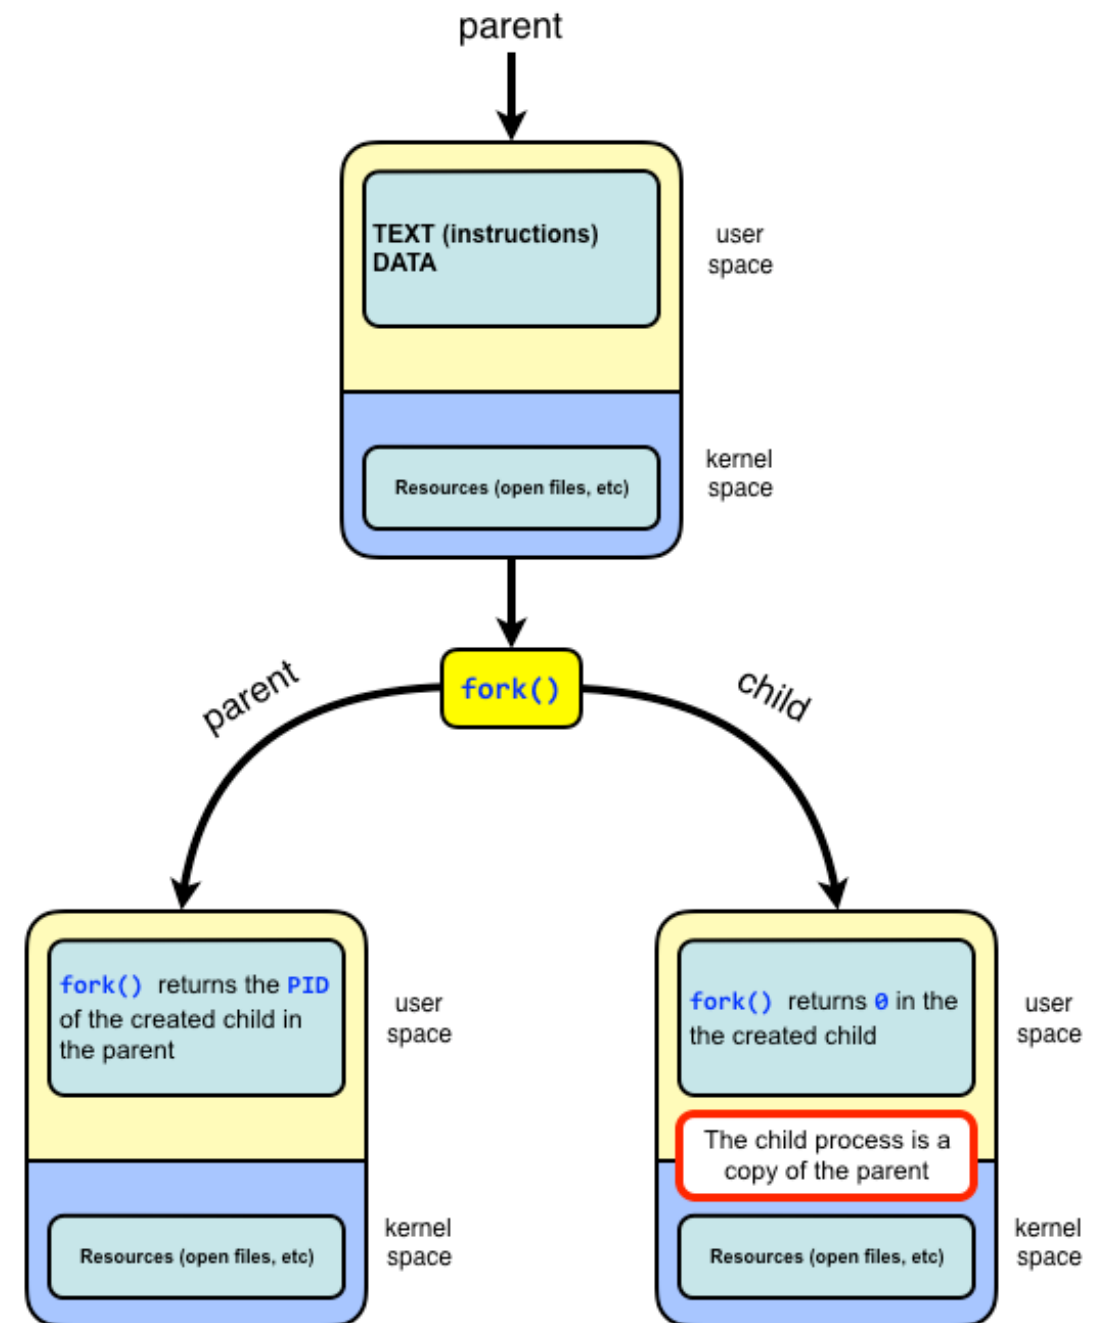 parent
TEXT (instructions)
DATA
user
space
Resources (open files, etc)
kernel
space
fork()
parent
child
fork() returns the PID
of the created child in
the parent
user
space
Resources (open files, etc)
kernel
space
fork() returns 0 in the
the created child
user
space
The child process is a
copy of the parent
Resources (open files, etc)
kernel
space